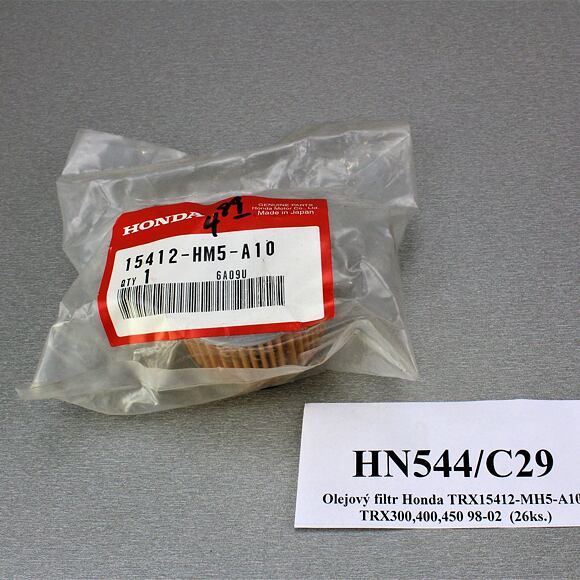 HONDA
GENUINE PARTS
Honda Motor Co., Ltd.
Made in Japan
15412-HM5-A10
QTY 1 6A09U
HN544/C29
Olejový filtr Honda TRX15412-MH5-A10
TRX300,400,450 98-02 (26ks.)